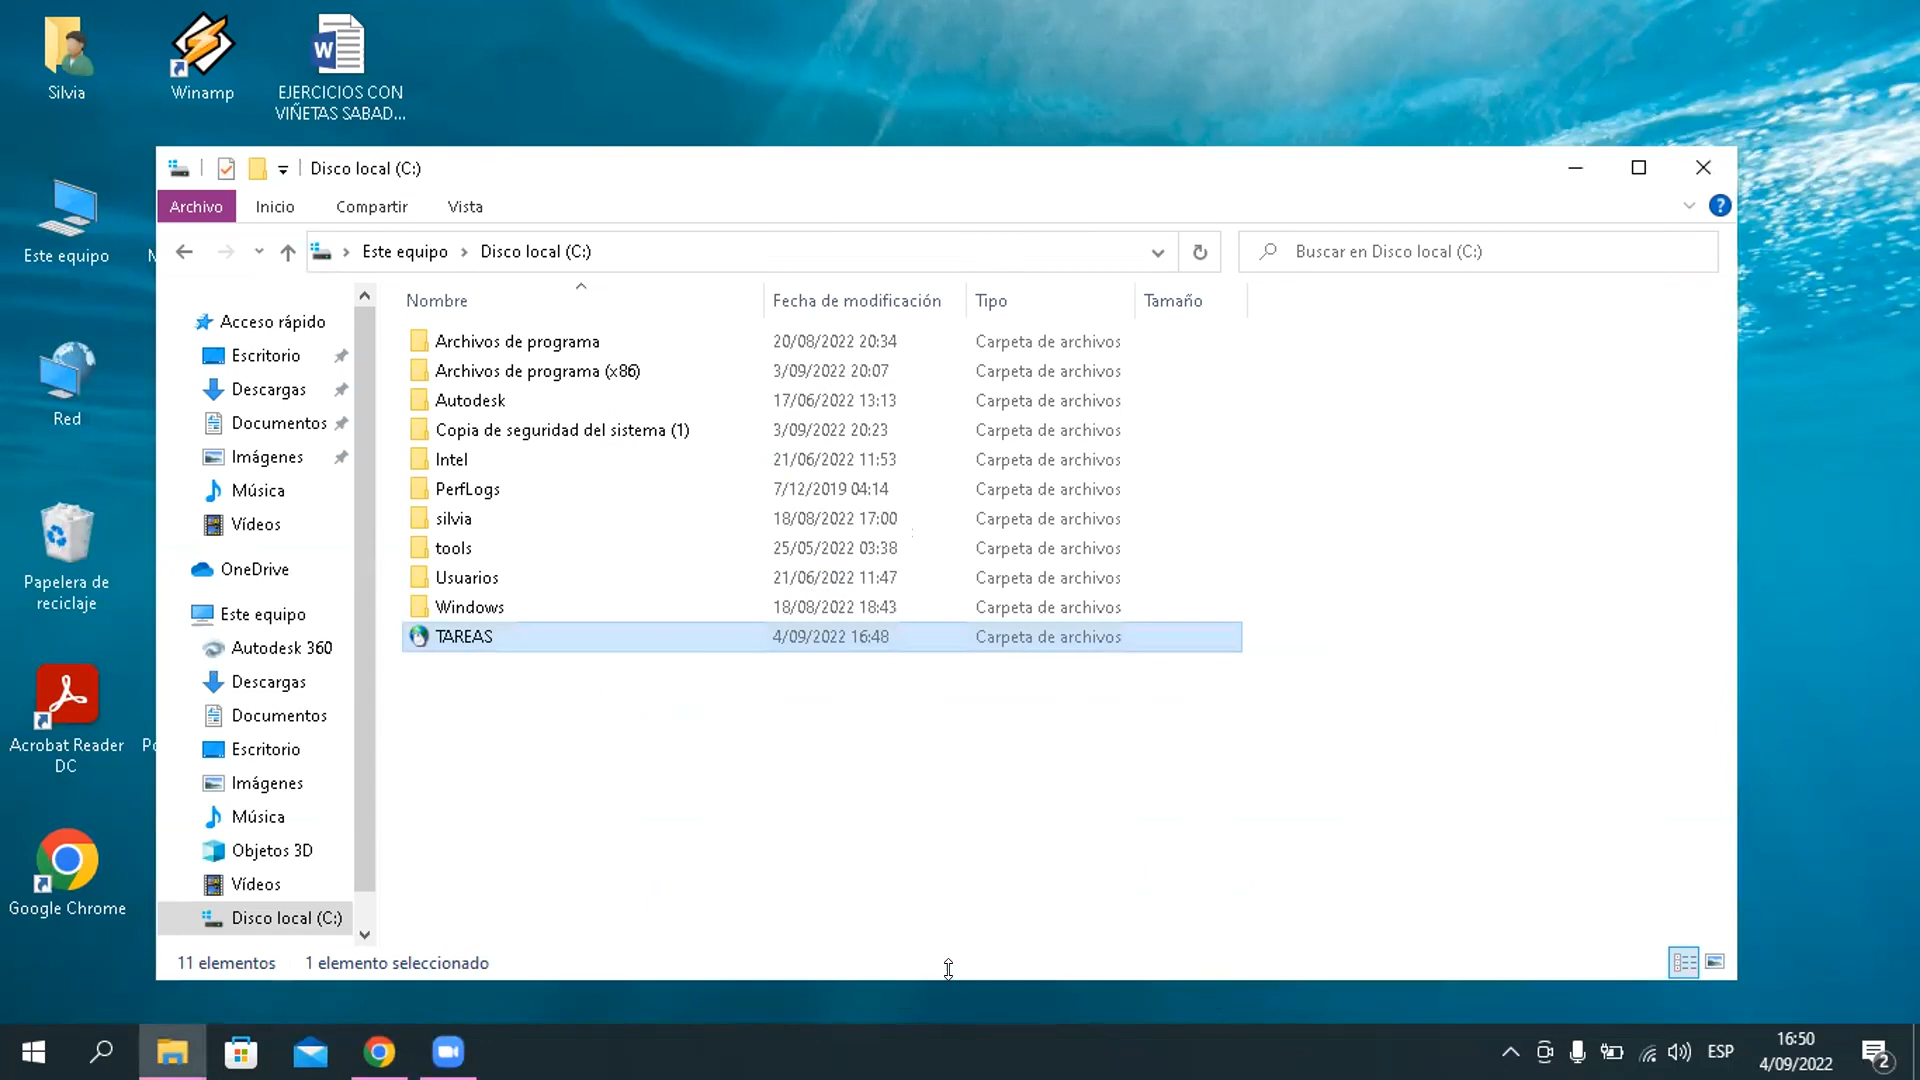 Silvia
Winamp
EJERCICIOS CON
VIÑETAS SABAD...
Este equipo
Red
Papelera de
reciclaje
Acrobat Reader
DC
Google Chrome
Disco local (C:)
Archivo
Inicio
Compartir
Vista
Este equipo
Disco local (C:)
Buscar en Disco local (C:)
Nombre
Fecha de modificación
Tipo
Tamaño
Acceso rápido
Escritorio
Descargas
Documentos
Imágenes
Música
Vídeos
OneDrive
Este equipo
Autodesk 360
Descargas
Documentos
Escritorio
Imágenes
Música
Objetos 3D
Vídeos
Disco local (C:)
Archivos de programa 20/08/2022 20:34 Carpeta de archivos
Archivos de programa (x86) 3/09/2022 20:07 Carpeta de archivos
Autodesk 17/06/2022 13:13 Carpeta de archivos
Copia de seguridad del sistema (1) 3/09/2022 20:23 Carpeta de archivos
Intel 21/06/2022 11:53 Carpeta de archivos
PerfLogs 7/12/2019 04:14 Carpeta de archivos
silvia 18/08/2022 17:00 Carpeta de archivos
tools 25/05/2022 03:38 Carpeta de archivos
Usuarios 21/06/2022 11:47 Carpeta de archivos
Windows 18/08/2022 18:43 Carpeta de archivos
TAREAS 4/09/2022 16:48 Carpeta de archivos
11 elementos
1 elemento seleccionado
ESP
16:50
4/09/2022
2